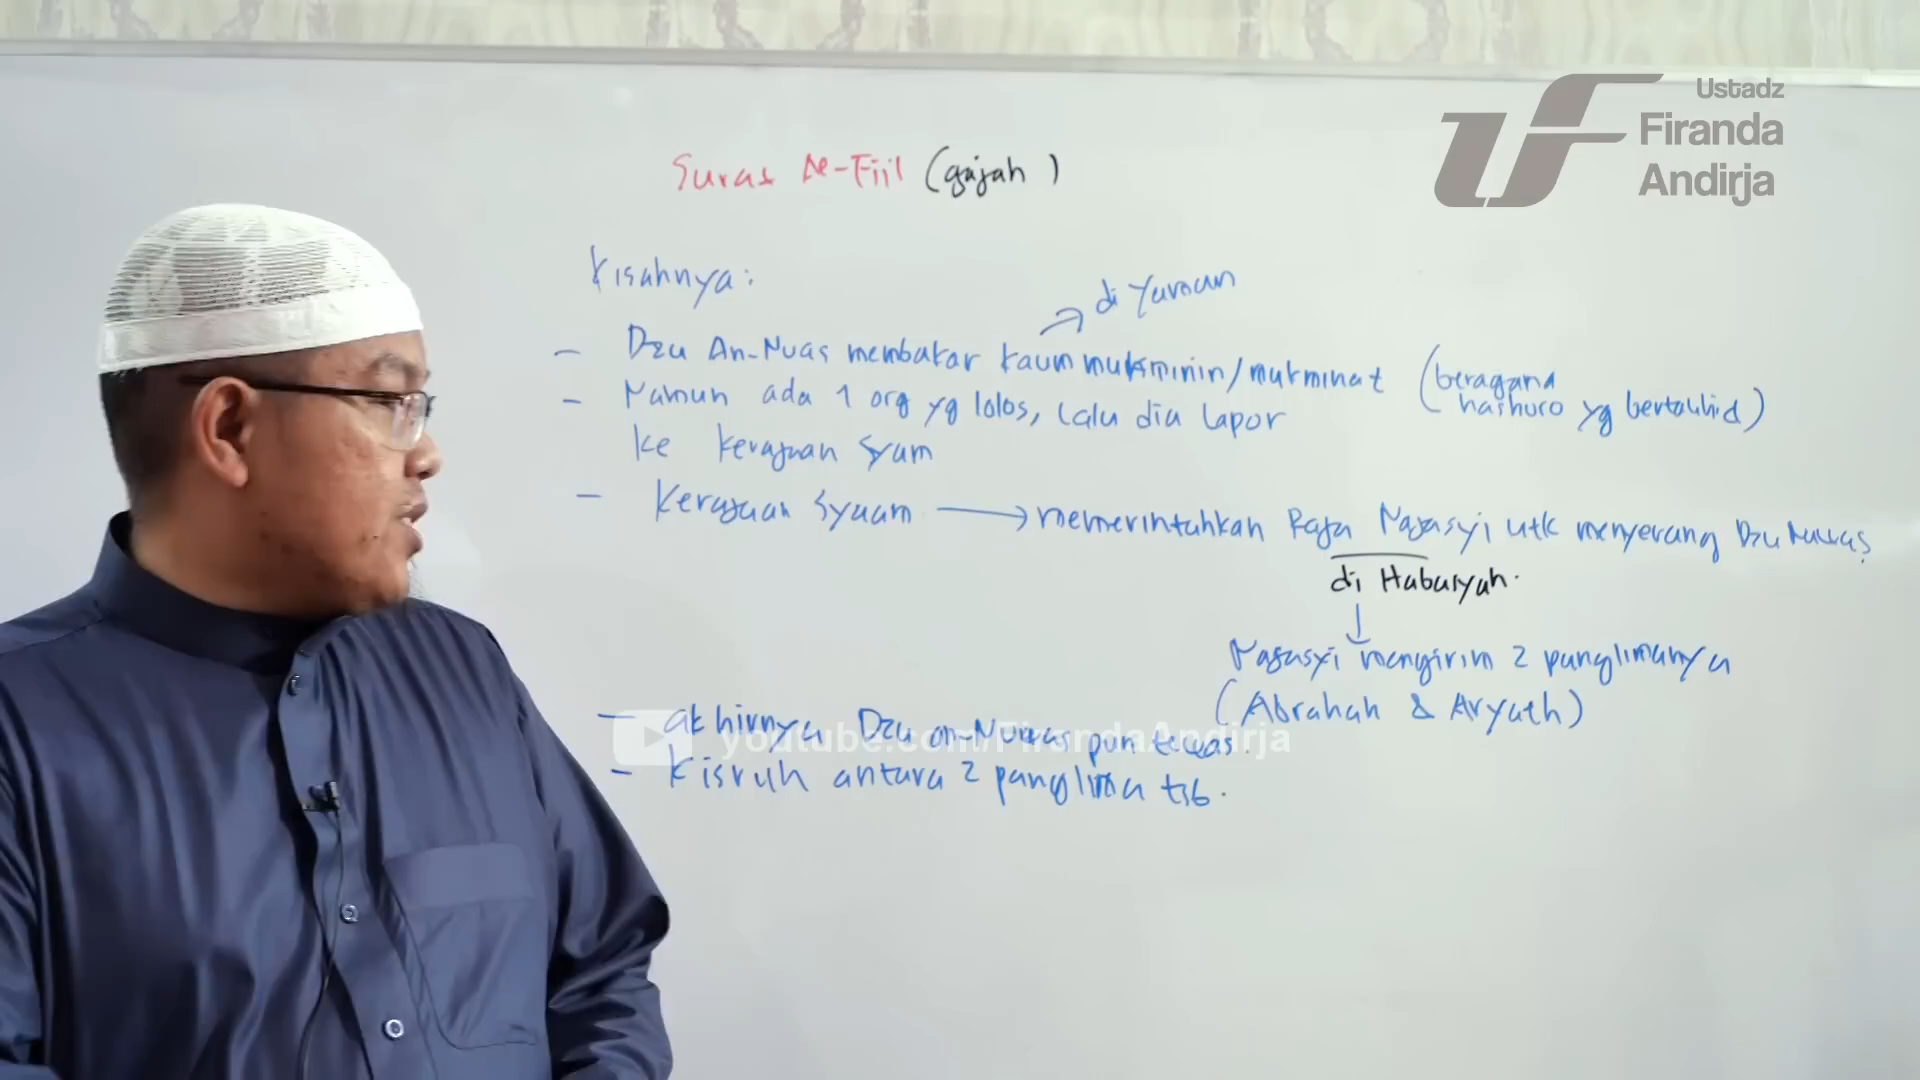 Ustadz
Firanda
Andirja
Surat Al-Fiil (gajah)
Kisahnya:
di Yaman
- Dzu An-Nuas membakar kaum mukminin/mukminat (beragama
nashoro yg bertauhid)
- Namun ada 1 org yg lolos, lalu dia lapor
ke kerajaan Syam
- Kerajaan Syaam → memerintahkan Raja Najasyi utk menyerang Dzu Nuwas
di Habasyah.
Najasyi mengirim 2 panglimanya
(Abrahah & Aryath)
- akhirnya Dzu an-Nuwas pun tewas.
youtube.com/FirandaAndirja
- Kisruh antara 2 panglima tsb.